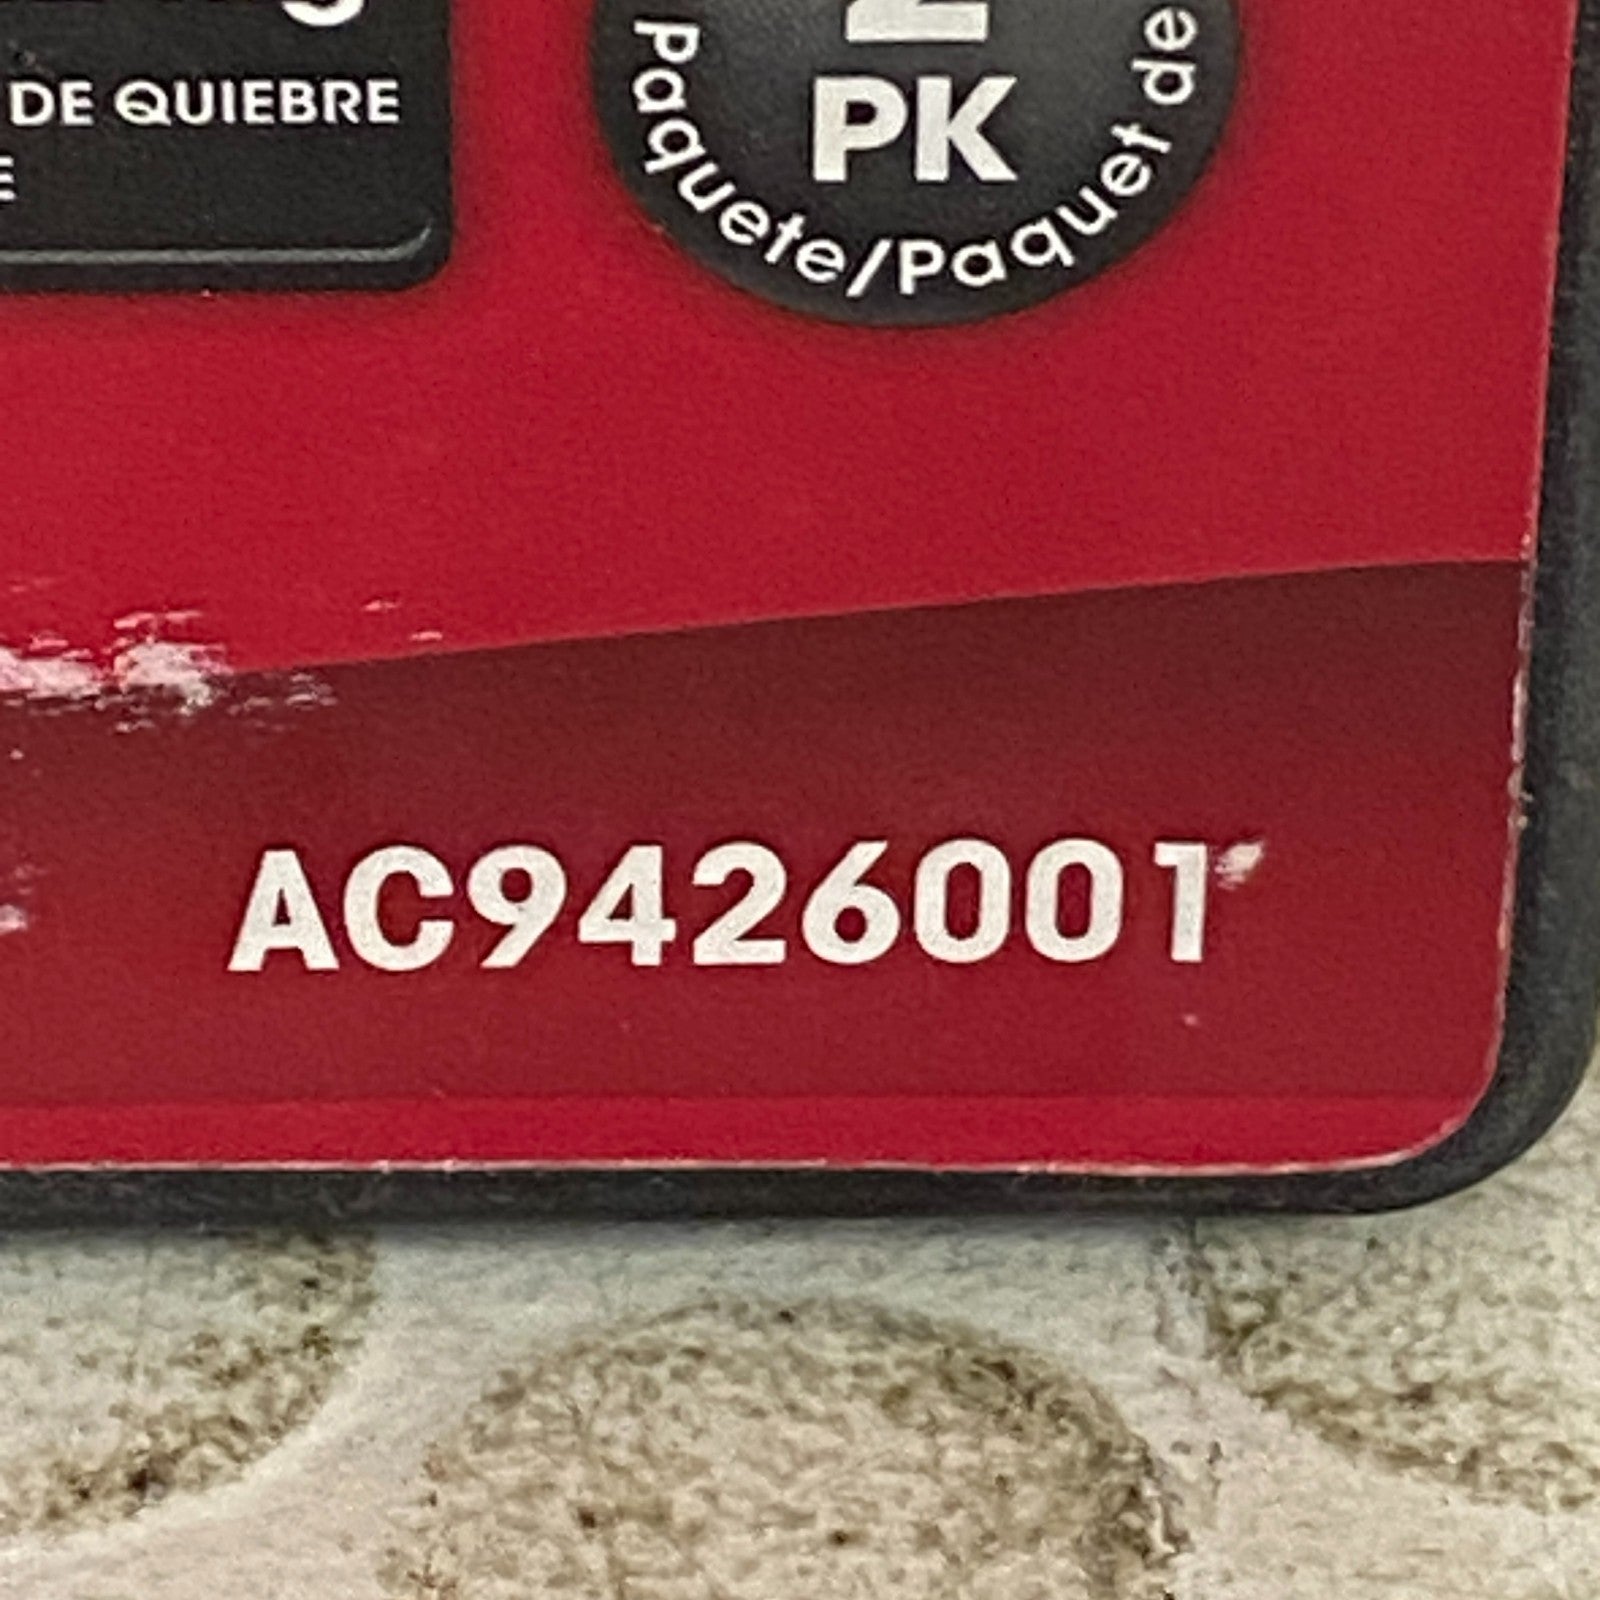 DE QUIEBRE
2
PK
Paquete/Paquet de
AC9426001